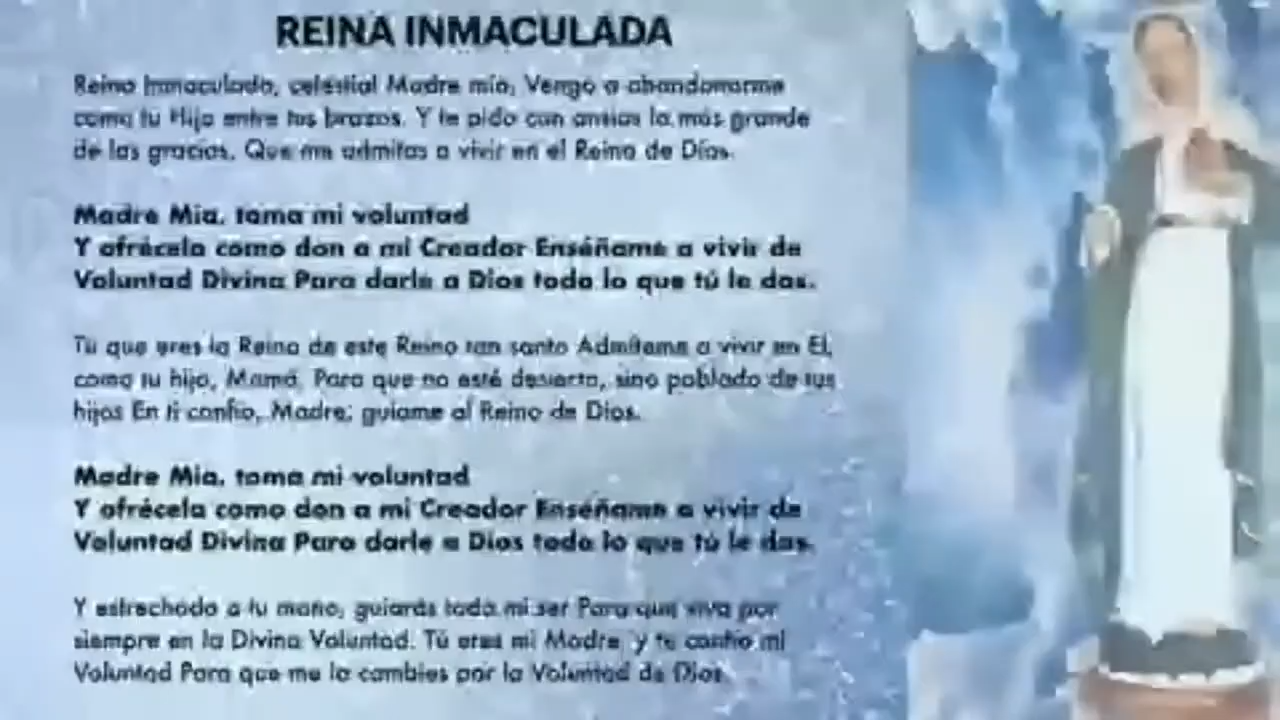 REINA INMACULADA
Reina Inmaculada, celestial Madre mía, Vengo a abandonarme
como tu Hijo entre tus brazos. Y te pido con ansias la más grande
de las gracias. Que me admitas a vivir en el Reino de Dios.
Madre Mia, toma mi voluntad
Y ofrécela como don a mi Creador Enséñame a vivir de
Voluntad Divina Para darle a Dios todo lo que tú le das.
Tú que eres la Reina de este Reino tan santo Admíteme a vivir en El,
como tu hijo, Mamá. Para que no esté desierto, sino poblado de tus
hijos En ti confío, Madre; guíame al Reino de Dios.
Madre Mia, toma mi voluntad
Y ofrécela como don a mi Creador Enséñame a vivir de
Voluntad Divina Para darle a Dios todo lo que tú le das.
Y estrechado a tu mano, guiarás todo mi ser Para que viva por
siempre en la Divina Voluntad. Tú eres mi Madre y te confío mi
Voluntad Para que me la cambies por la Voluntad de Dios.